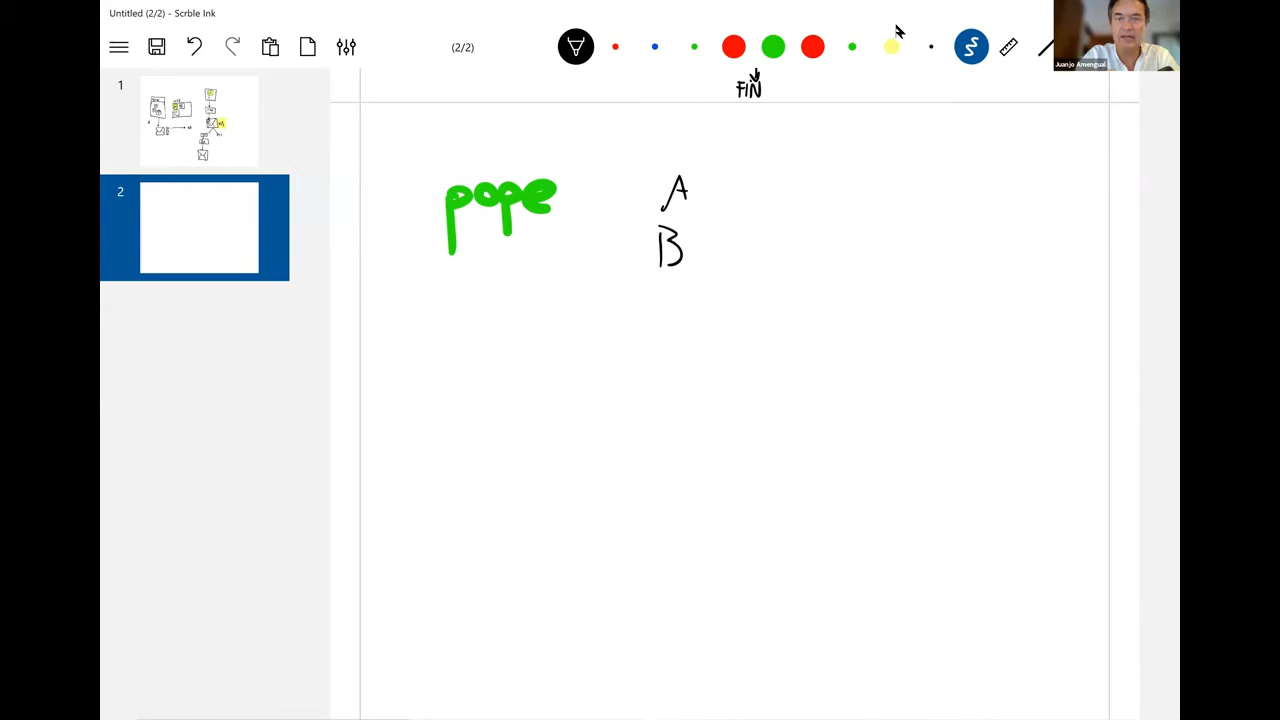 Untitled (2/2) - Scrble Ink
(2/2)
Juanjo Amengual
1
FIN
2
pope
A
B